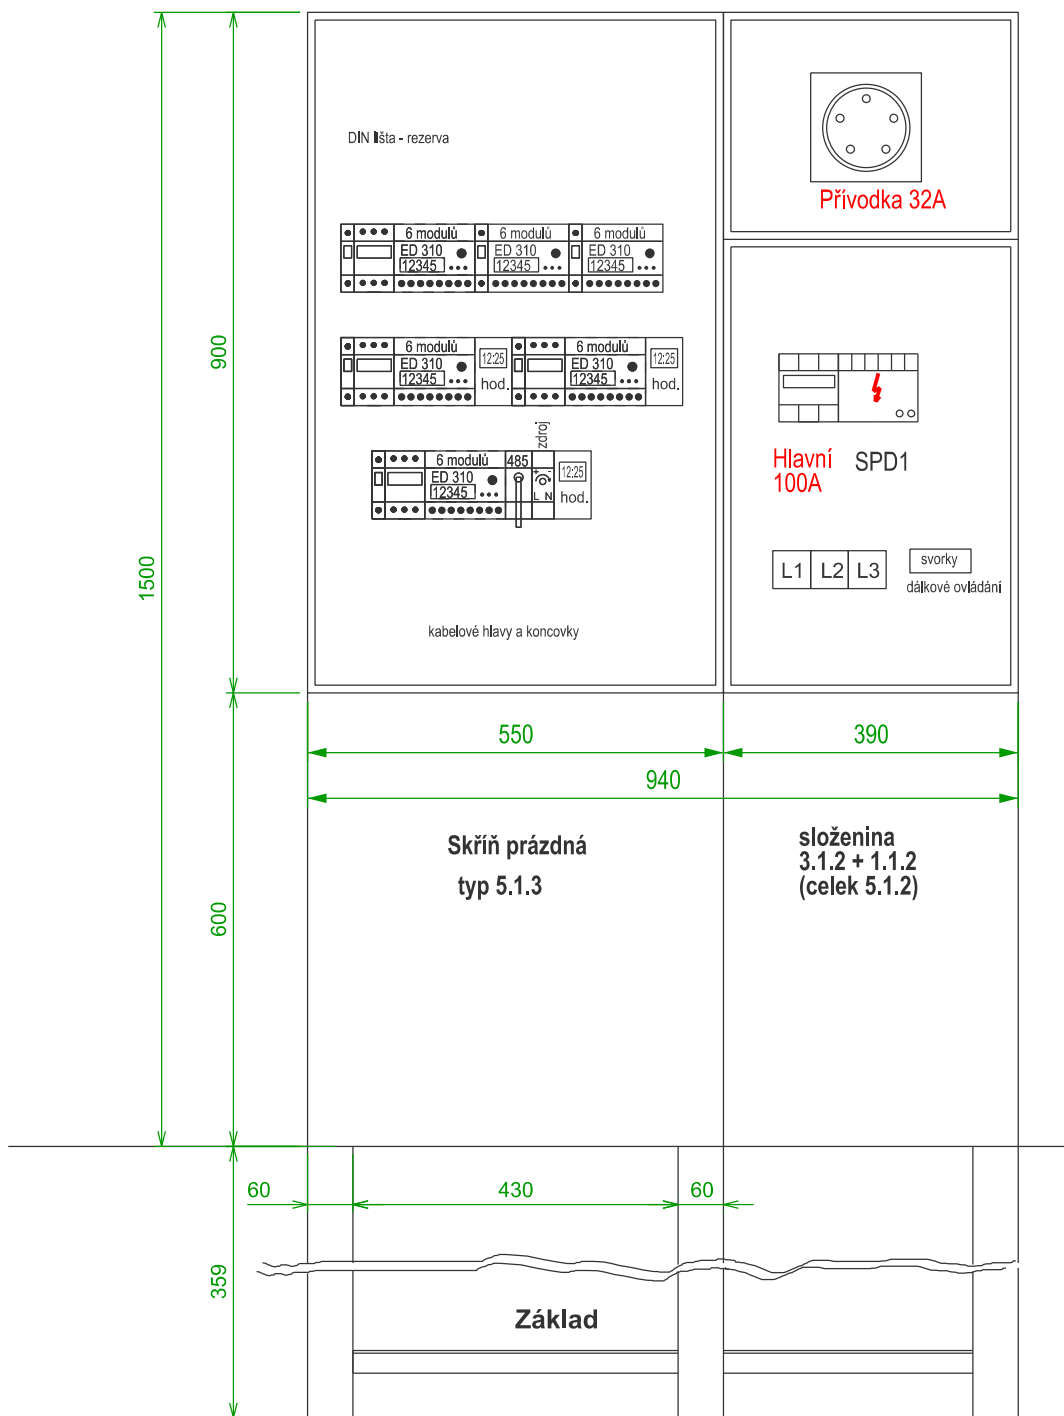 DIN lišta - rezerva
Přívodka 32A
6 modulů 6 modulů 6 modulů
ED 310 ED 310 ED 310
12345 12345 12345
6 modulů 6 modulů
ED 310 12:25 ED 310 12:25
12345 hod. 12345 hod.
zdroj
6 modulů 485 + -
ED 310 12:25
12345 L N hod.
Hlavní SPD1
100A
L1 L2 L3 svorky
dálkové ovládání
kabelové hlavy a koncovky
900
1500
550 390
940
Skříň prázdná
typ 5.1.3
složenina
3.1.2 + 1.1.2
(celek 5.1.2)
600
60 430 60
359
Základ